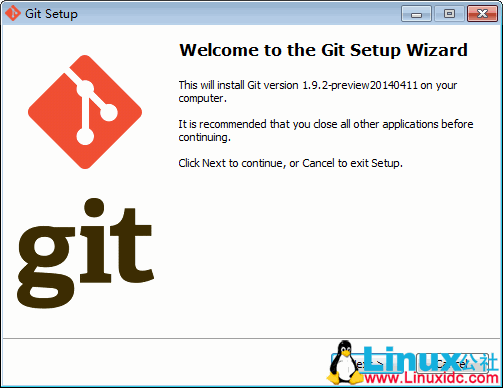 Git Setup
Welcome to the Git Setup Wizard
This will install Git version 1.9.2-preview20140411 on your
computer.
It is recommended that you close all other applications before
continuing.
Click Next to continue, or Cancel to exit Setup.
git
Linux公社
www.Linuxidc.com